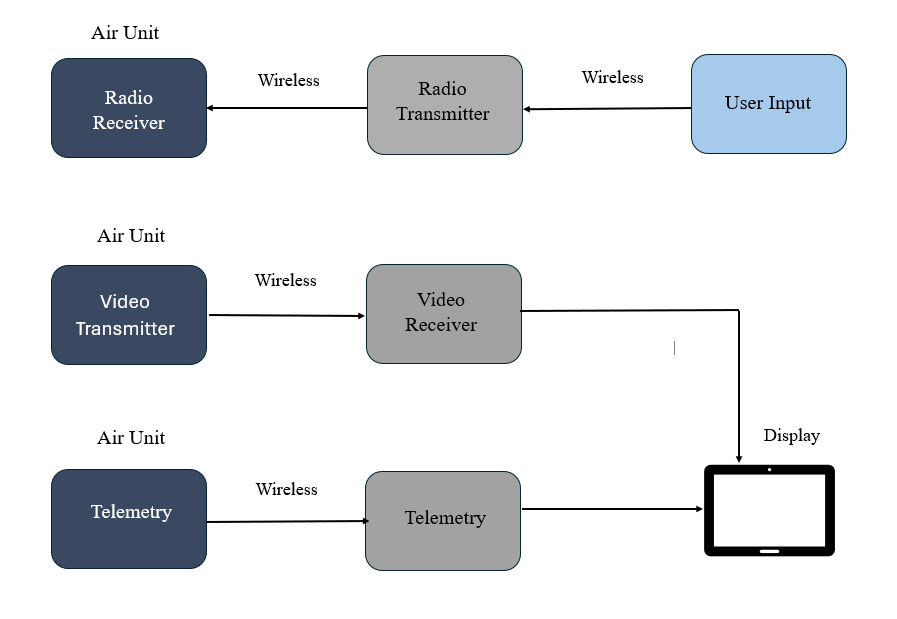 Air Unit
Wireless
Wireless
Radio
Receiver
Radio
Transmitter
User Input
Air Unit
Wireless
Video
Transmitter
Video
Receiver
Air Unit
Display
Wireless
Telemetry
Telemetry